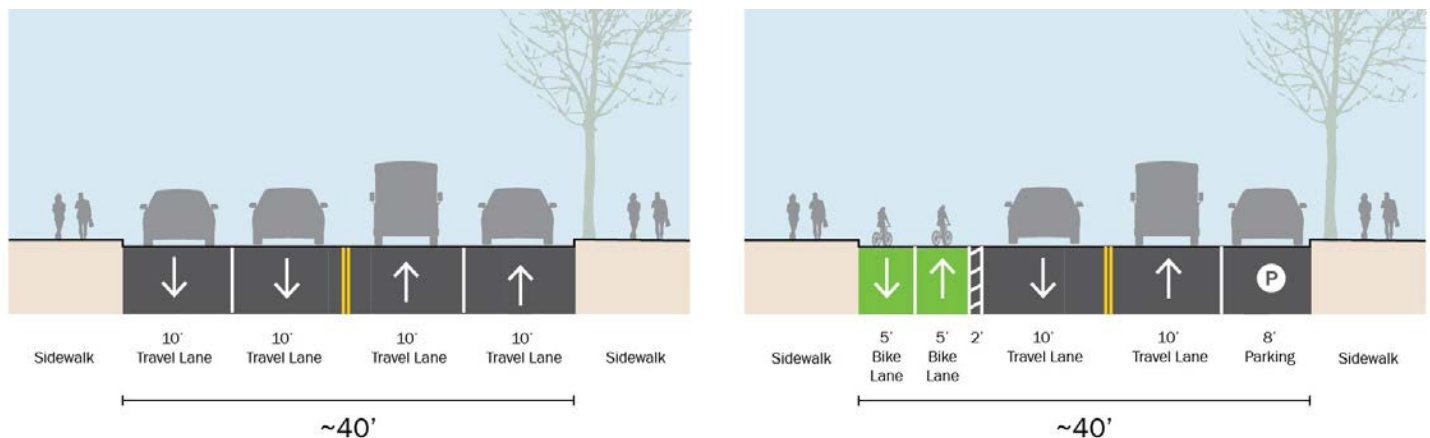 10' 10' 10' 10'
Sidewalk Travel Lane Travel Lane Travel Lane Travel Lane Sidewalk
~40'
P
5' 5' 2' 10' 10' 8'
Sidewalk Bike Bike Travel Lane Travel Lane Parking Sidewalk
Lane Lane
~40'